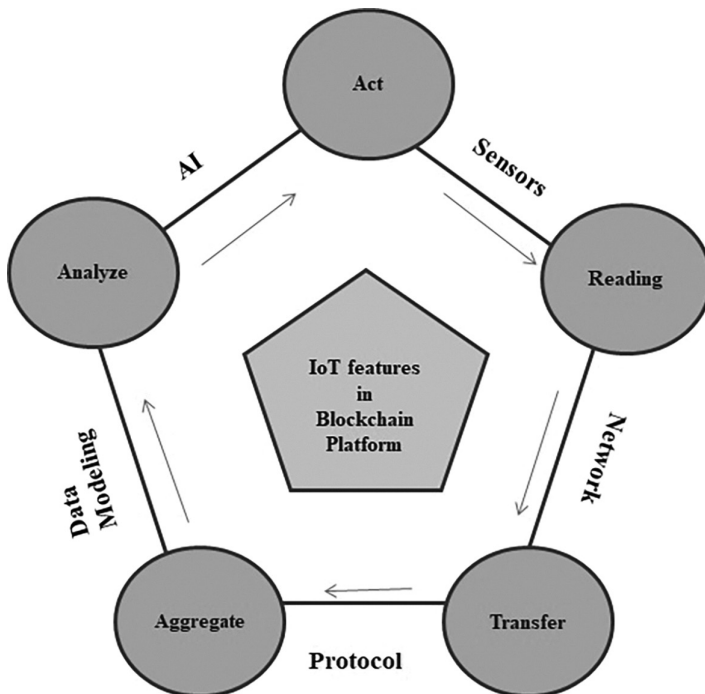 Act
AI
Sensors
Analyze
Reading
IoT features
in
Blockchain
Platform
Data
Modeling
Network
Aggregate
Transfer
Protocol